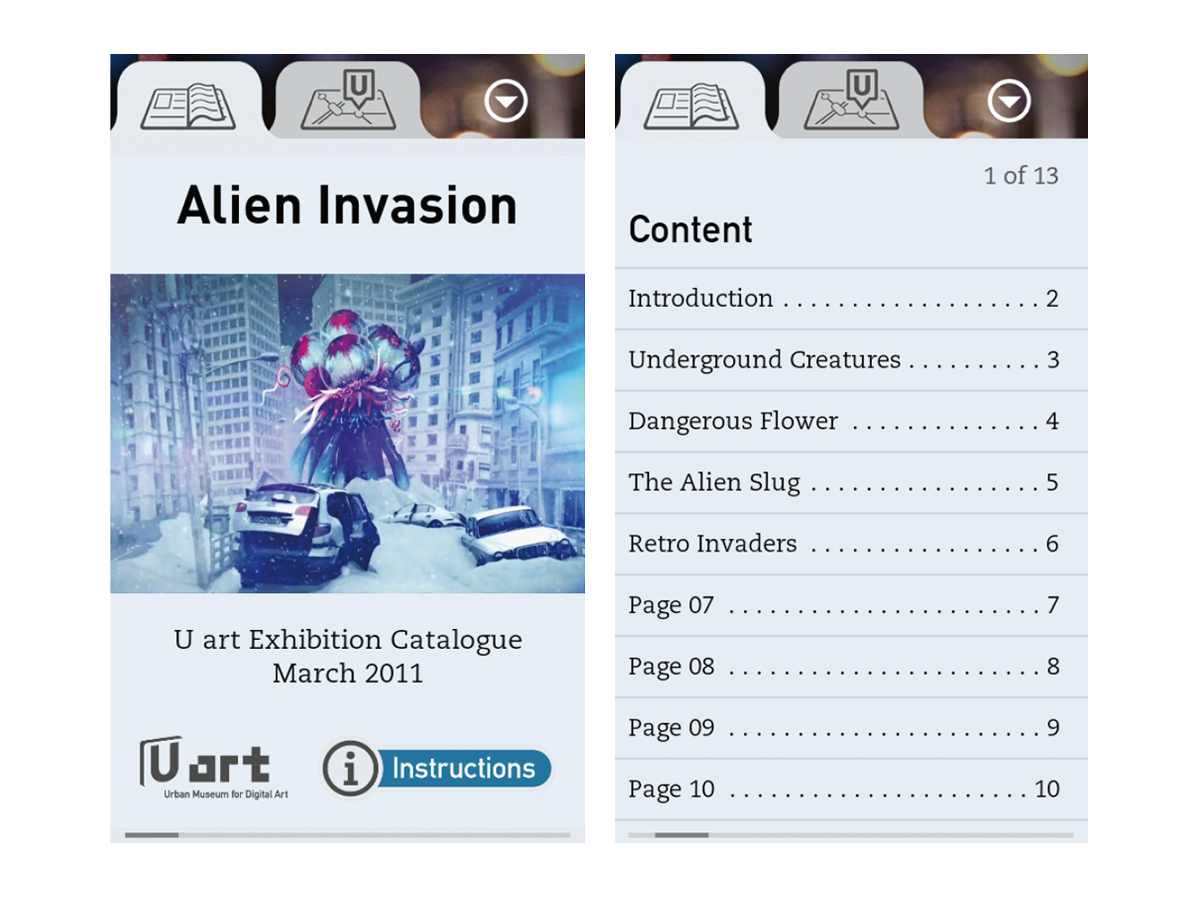 U
Alien Invasion
U art Exhibition Catalogue
March 2011
U art
Urban Museum for Digital Art
i Instructions
U
1 of 13
Content
Introduction . . . . . . . . . . . . . . . . . . . 2
Underground Creatures . . . . . . . . . . 3
Dangerous Flower . . . . . . . . . . . . . . 4
The Alien Slug . . . . . . . . . . . . . . . . . 5
Retro Invaders . . . . . . . . . . . . . . . . . 6
Page 07 . . . . . . . . . . . . . . . . . . . . . . . 7
Page 08 . . . . . . . . . . . . . . . . . . . . . . . 8
Page 09 . . . . . . . . . . . . . . . . . . . . . . . 9
Page 10 . . . . . . . . . . . . . . . . . . . . . . 10